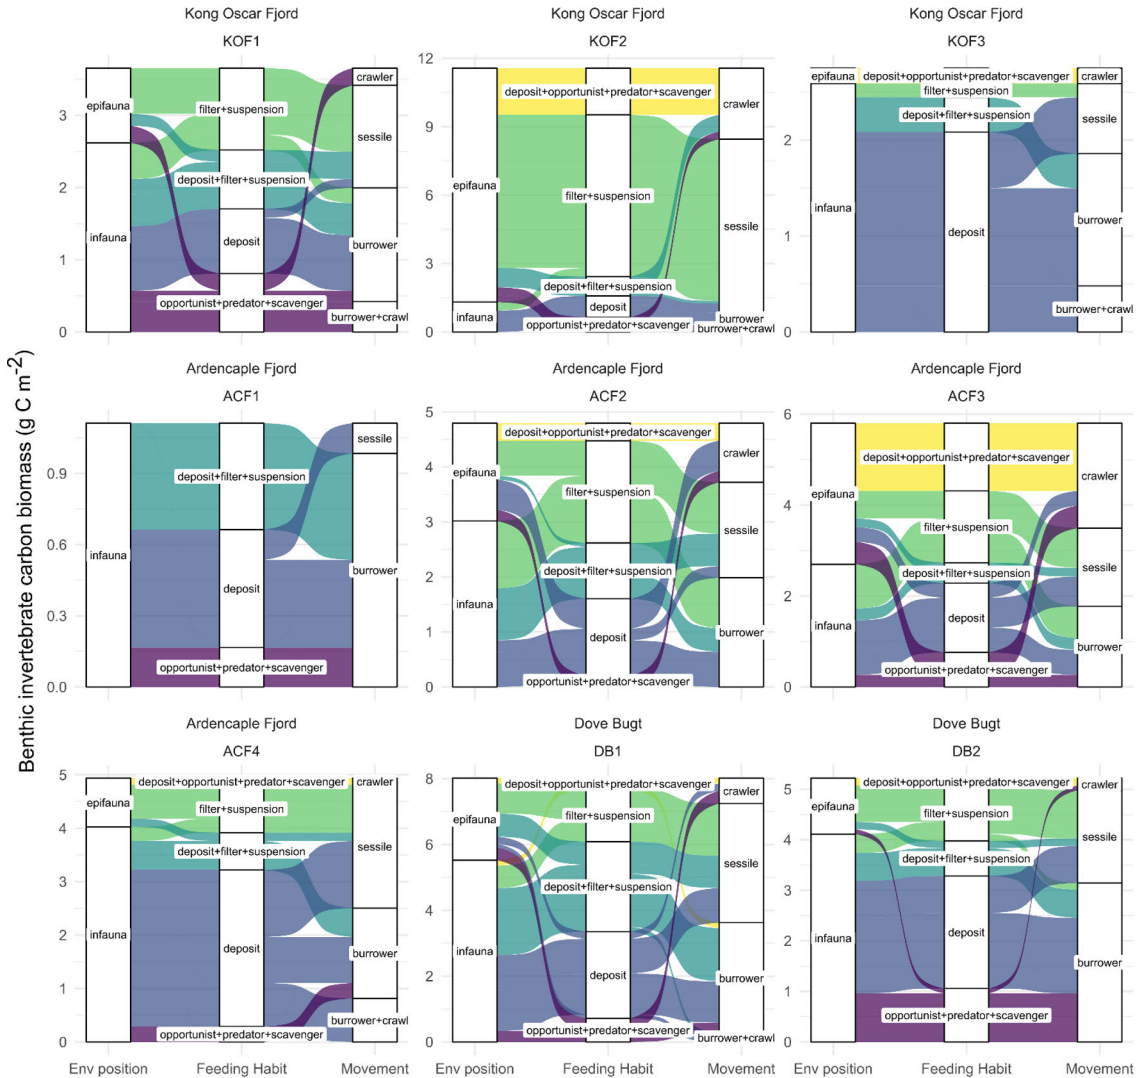 Kong Oscar Fjord
Kong Oscar Fjord
Kong Oscar Fjord
KOF1
KOF2
KOF3
3
2
1
0
epifauna
infauna
filter+suspension
deposit+filter+suspension
deposit
opportunist+predator+scavenger
crawler
sessile
burrower
burrower+crawl
12
9
6
3
0
epifauna
infauna
deposit+opportunist+predator+scavenger
filter+suspension
deposit+filter+suspension
deposit
opportunist+predator+scavenger
crawler
sessile
burrower
burrower+crawl
2
1
0
epifauna
infauna
deposit+opportunist+predator+scavenger
filter+suspension
deposit+filter+suspension
deposit
crawler
sessile
burrower
burrower+crawl
Benthic invertebrate carbon biomass (g C m-2)
Ardencaple Fjord
Ardencaple Fjord
Ardencaple Fjord
ACF1
ACF2
ACF3
0.9
0.6
0.3
0.0
infauna
deposit+filter+suspension
deposit
opportunist+predator+scavenger
sessile
burrower
5
4
3
2
1
0
epifauna
infauna
deposit+opportunist+predator+scavenger
filter+suspension
deposit+filter+suspension
deposit
opportunist+predator+scavenger
crawler
sessile
burrower
6
4
2
0
epifauna
infauna
deposit+opportunist+predator+scavenger
filter+suspension
deposit+filter+suspension
deposit
opportunist+predator+scavenger
crawler
sessile
burrower
Ardencaple Fjord
Dove Bugt
Dove Bugt
ACF4
DB1
DB2
5
4
3
2
1
0
epifauna
infauna
deposit+opportunist+predator+scavenger
filter+suspension
deposit+filter+suspension
deposit
opportunist+predator+scavenger
crawler
sessile
burrower
burrower+crawl
8
6
4
2
0
epifauna
infauna
deposit+opportunist+predator+scavenger
filter+suspension
deposit+filter+suspension
deposit
opportunist+predator+scavenger
crawler
sessile
burrower
burrower+crawl
5
4
3
2
1
0
epifauna
infauna
deposit+opportunist+predator+scavenger
filter+suspension
deposit+filter+suspension
deposit
opportunist+predator+scavenger
crawler
sessile
burrower
Env position Feeding Habit Movement
Env position Feeding Habit Movement
Env position Feeding Habit Movement